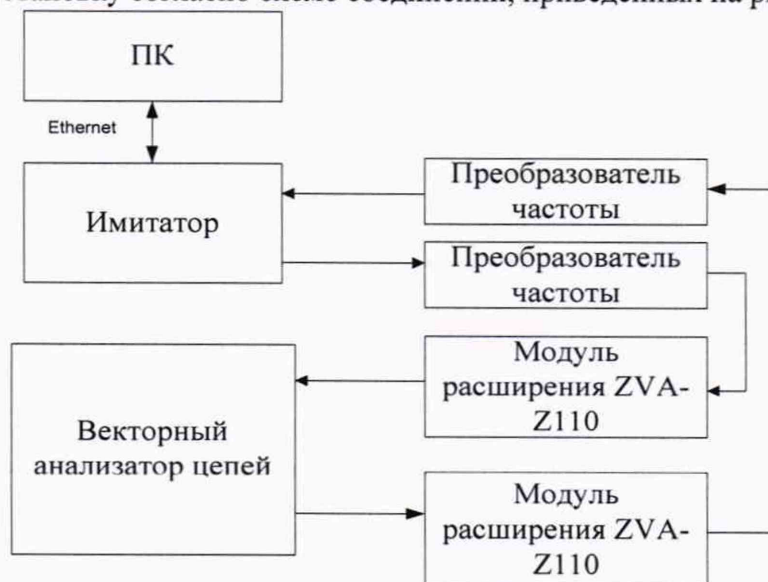 ПК
Ethernet
Имитатор
Преобразователь
частоты
Преобразователь
частоты
Модуль
расширения ZVA-
Z110
Векторный
анализатор цепей
Модуль
расширения ZVA-
Z110